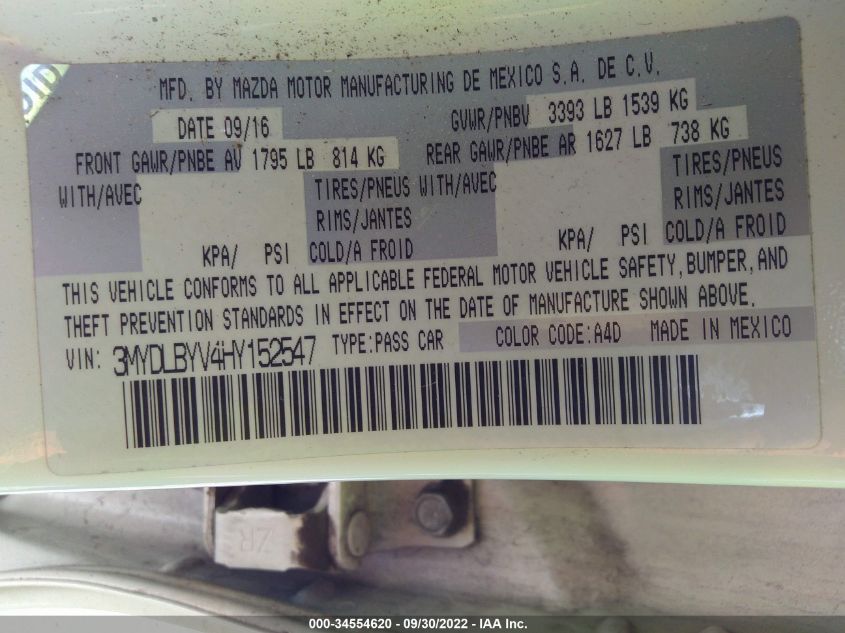 MFD. BY MAZDA MOTOR MANUFACTURING DE MEXICO S.A. DE C.V.
DATE 09/16 GVWR/PNBV 3393 LB 1539 KG
FRONT GAWR/PNBE AV 1795 LB 814 KG REAR GAWR/PNBE AR 1627 LB 738 KG
WITH/AVEC TIRES/PNEUS WITH/AVEC TIRES/PNEUS
RIMS/JANTES RIMS/JANTES
KPA/ PSI COLD/A FROID KPA/ PSI COLD/A FROID
THIS VEHICLE CONFORMS TO ALL APPLICABLE FEDERAL MOTOR VEHICLE SAFETY, BUMPER, AND
THEFT PREVENTION STANDARDS IN EFFECT ON THE DATE OF MANUFACTURE SHOWN ABOVE.
VIN: 3MYDLBYV4HY152547 TYPE:PASS CAR COLOR CODE:A4D MADE IN MEXICO
ZR
000-34554620 - 09/30/2022 - IAA Inc.